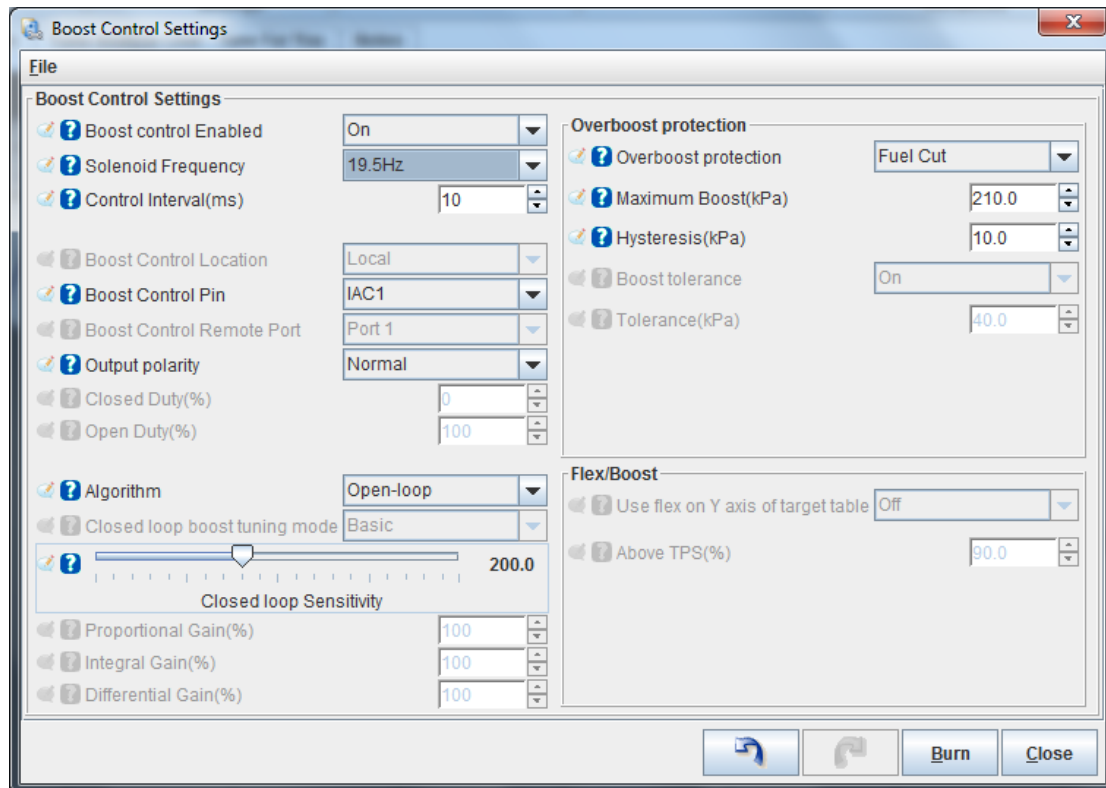 Boost Control Settings
File
Boost Control Settings
Boost control Enabled On
Solenoid Frequency 19.5Hz
Control Interval(ms) 10
Boost Control Location Local
Boost Control Pin IAC1
Boost Control Remote Port Port 1
Output polarity Normal
Closed Duty(%) 0
Open Duty(%) 100
Algorithm Open-loop
Closed loop boost tuning mode Basic
200.0
Closed loop Sensitivity
Proportional Gain(%) 100
Integral Gain(%) 100
Differential Gain(%) 100
Overboost protection
Overboost protection Fuel Cut
Maximum Boost(kPa) 210.0
Hysteresis(kPa) 10.0
Boost tolerance On
Tolerance(kPa) 40.0
Flex/Boost
Use flex on Y axis of target table Off
Above TPS(%) 90.0
Burn Close